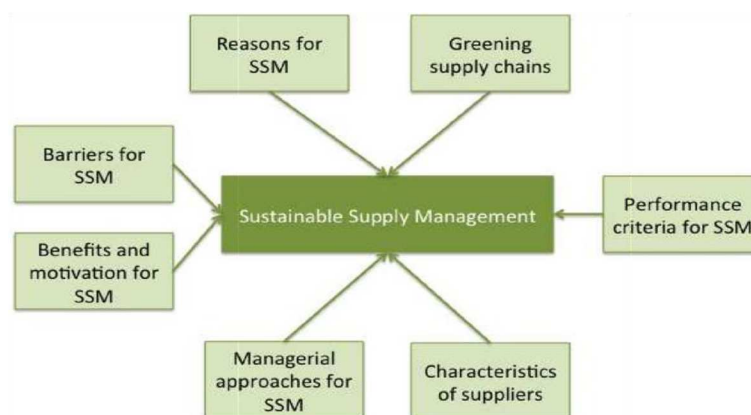 Reasons for
SSM
Greening
supply chains
Barriers for
SSM
Sustainable Supply Management
Performance
criteria for SSM
Benefits and
motivation for
SSM
Managerial
approaches for
SSM
Characteristics
of suppliers